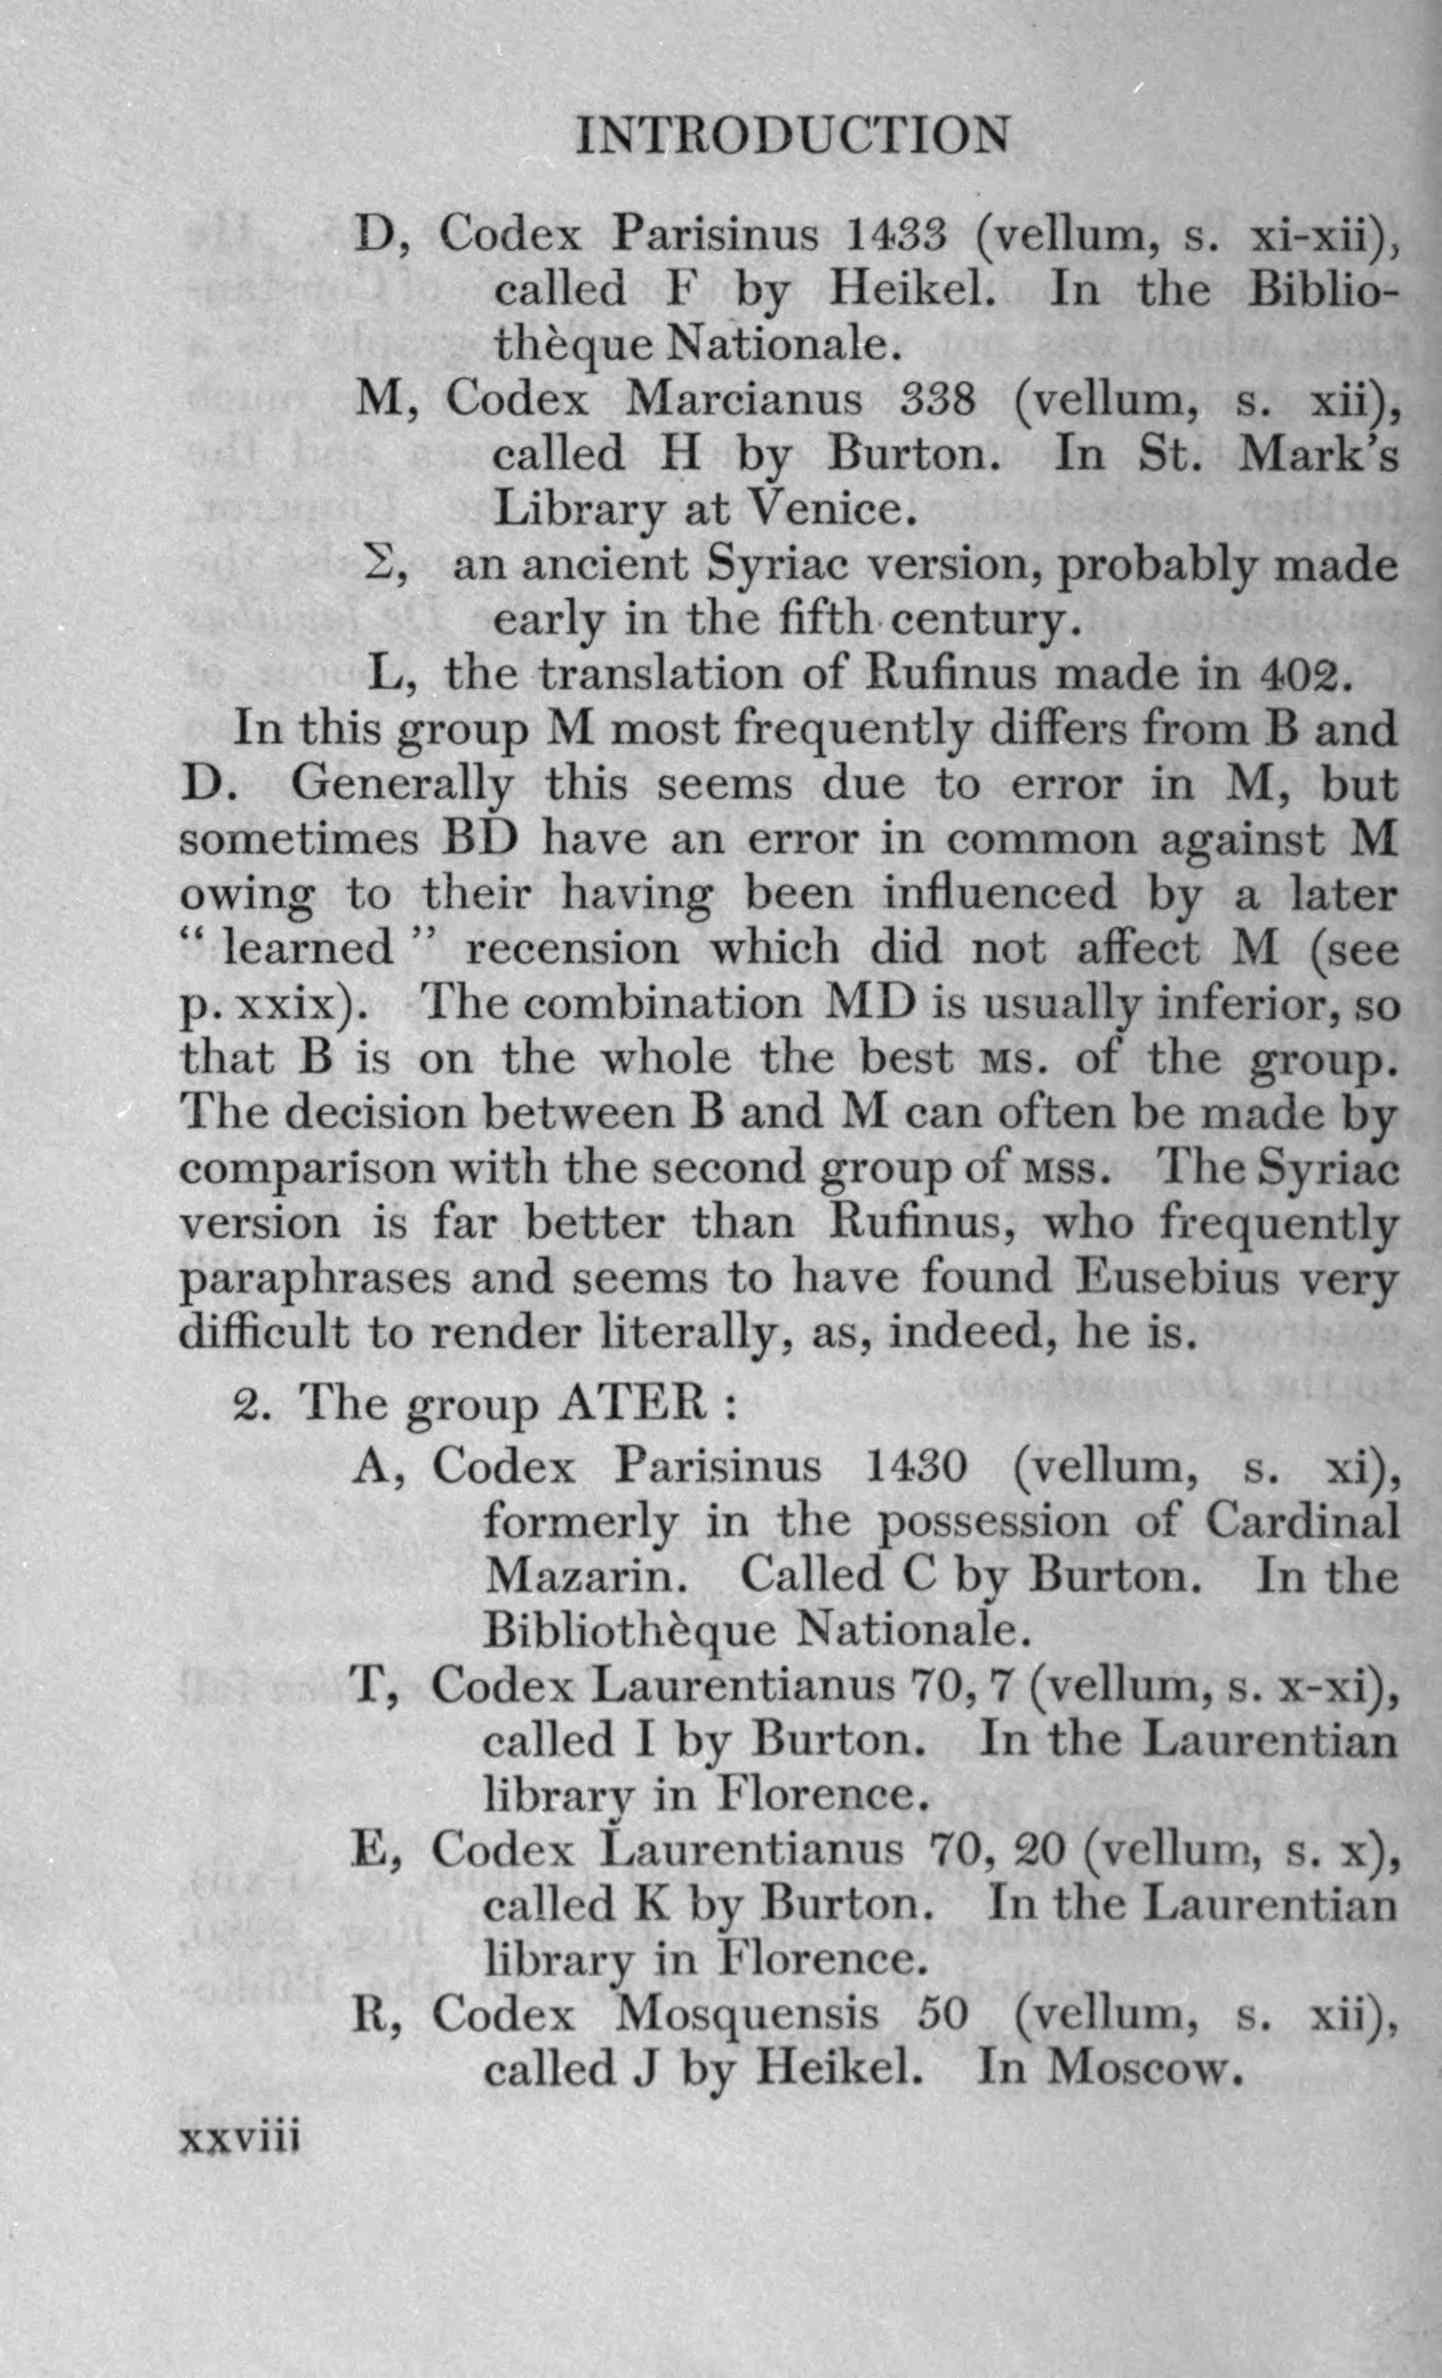 INTRODUCTION
D, Codex Parisinus 1433 (vellum, s. xi-xii),
called F by Heikel. In the Biblio-
thèque Nationale.
M, Codex Marcianus 338 (vellum, s. xii),
called H by Burton. In St. Mark's
Library at Venice.
Σ, an ancient Syriac version, probably made
early in the fifth century.
L, the translation of Rufinus made in 402.
In this group M most frequently differs from B and
D. Generally this seems due to error in M, but
sometimes BD have an error in common against M
owing to their having been influenced by a later
“ learned ” recension which did not affect M (see
p. xxix). The combination MD is usually inferior, so
that B is on the whole the best MS. of the group.
The decision between B and M can often be made by
comparison with the second group of MSS. The Syriac
version is far better than Rufinus, who frequently
paraphrases and seems to have found Eusebius very
difficult to render literally, as, indeed, he is.
2. The group ATER :
A, Codex Parisinus 1430 (vellum, s. xi),
formerly in the possession of Cardinal
Mazarin. Called C by Burton. In the
Bibliothèque Nationale.
T, Codex Laurentianus 70, 7 (vellum, s. x-xi),
called I by Burton. In the Laurentian
library in Florence.
E, Codex Laurentianus 70, 20 (vellum, s. x),
called K by Burton. In the Laurentian
library in Florence.
R, Codex Mosquensis 50 (vellum, s. xii),
called J by Heikel. In Moscow.
xxviii